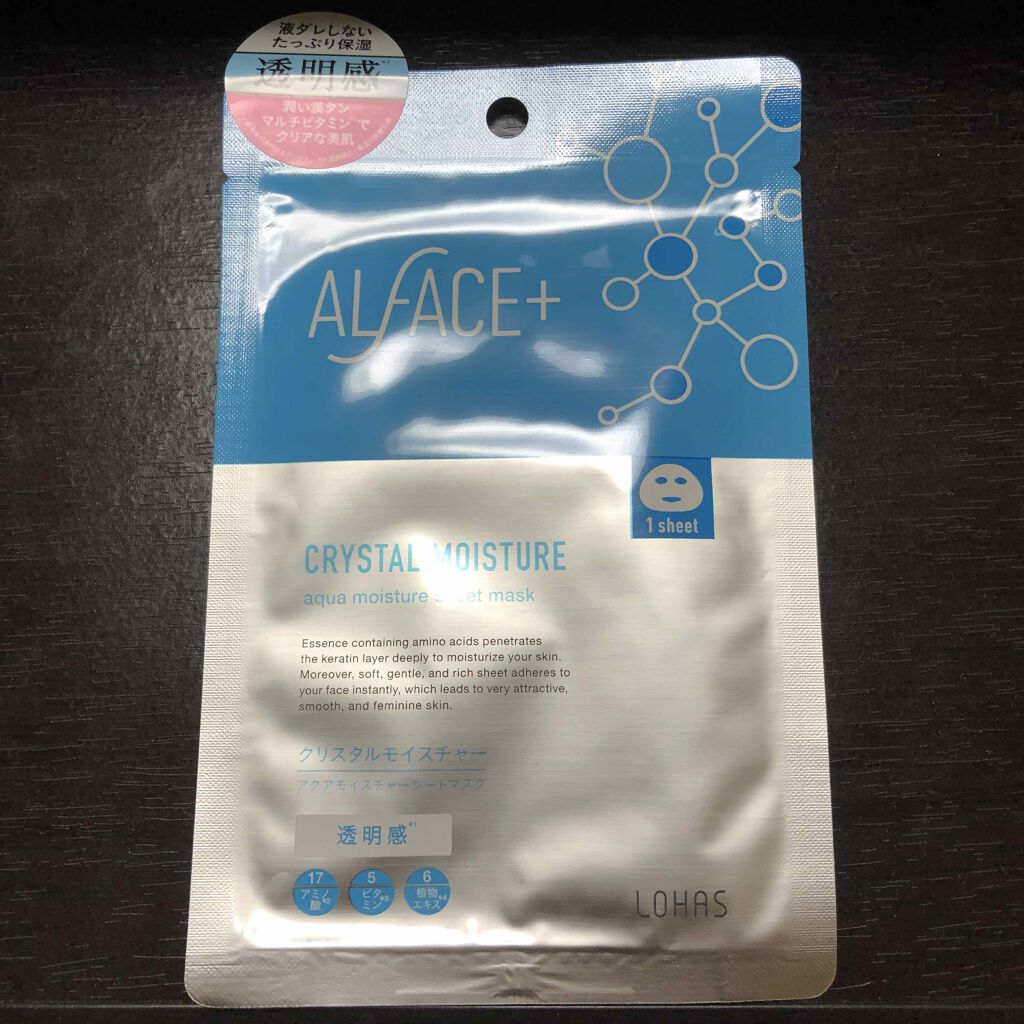 液ダレしない
たっぷり保湿
透明感*1
潤い満タン
マルチビタミン で
クリアな美肌
ALFACE+
1 sheet
CRYSTAL MOISTURE
aqua moisture sheet mask
Essence containing amino acids penetrates
the keratin layer deeply to moisturize your skin.
Moreover, soft, gentle, and rich sheet adheres to
your face instantly, which leads to very attractive,
smooth, and feminine skin.
クリスタルモイスチャー
アクアモイスチャーシートマスク
透明感*1
17
アミノ
酸*2
5
ビタ
ミン*3
6
植物
エキス*4
LOHAS